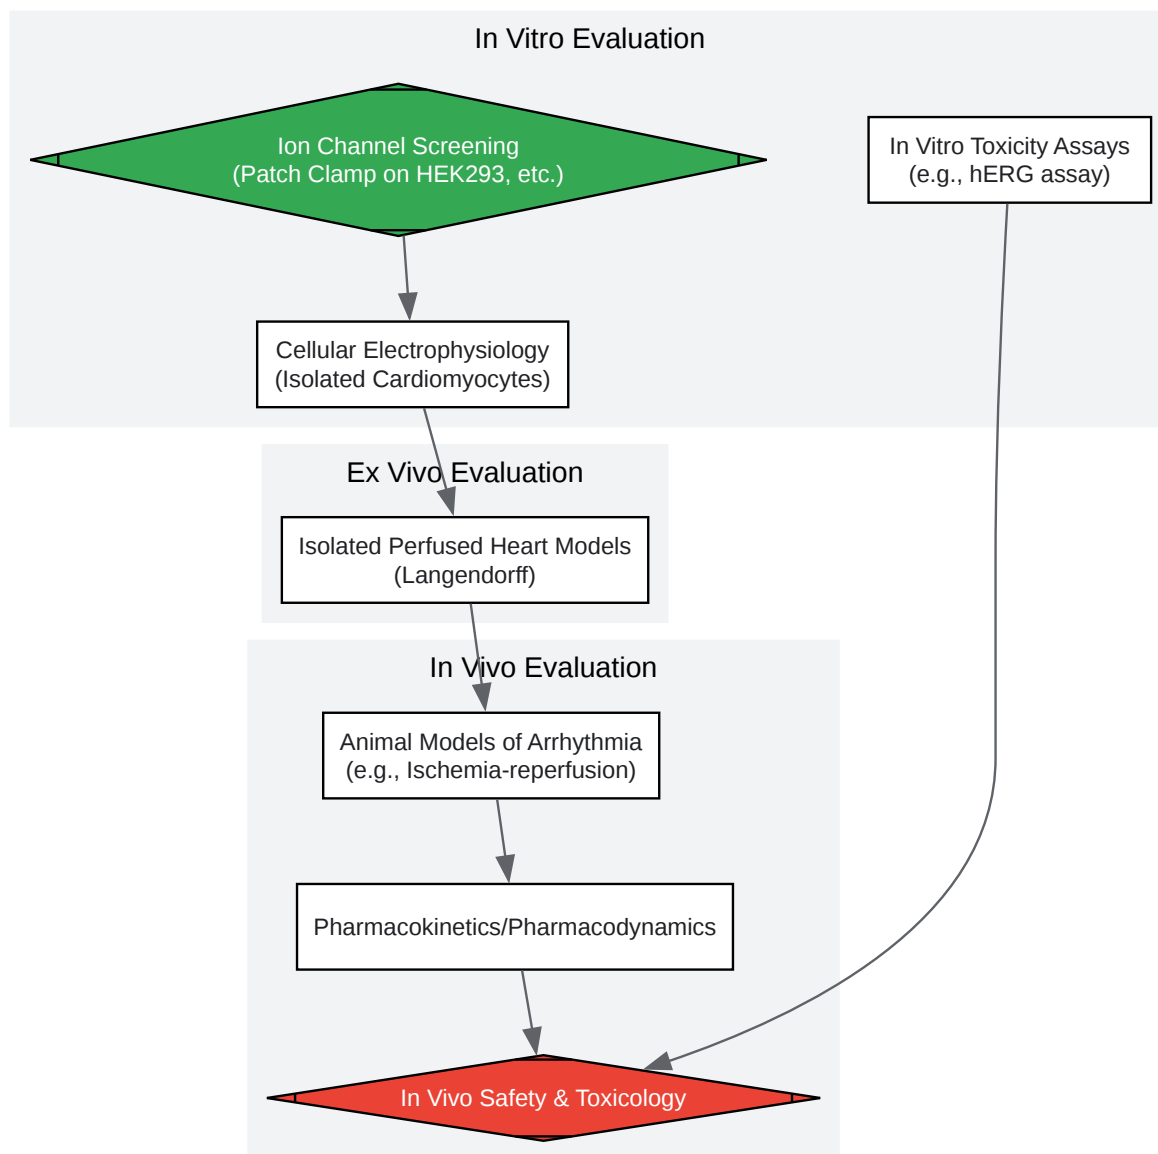 In Vitro Evaluation
Ion Channel Screening
(Patch Clamp on HEK293, etc.)
In Vitro Toxicity Assays
(e.g., hERG assay)
Cellular Electrophysiology
(Isolated Cardiomyocytes)
Ex Vivo Evaluation
Isolated Perfused Heart Models
(Langendorff)
In Vivo Evaluation
Animal Models of Arrhythmia
(e.g., Ischemia-reperfusion)
Pharmacokinetics/Pharmacodynamics
In Vivo Safety & Toxicology